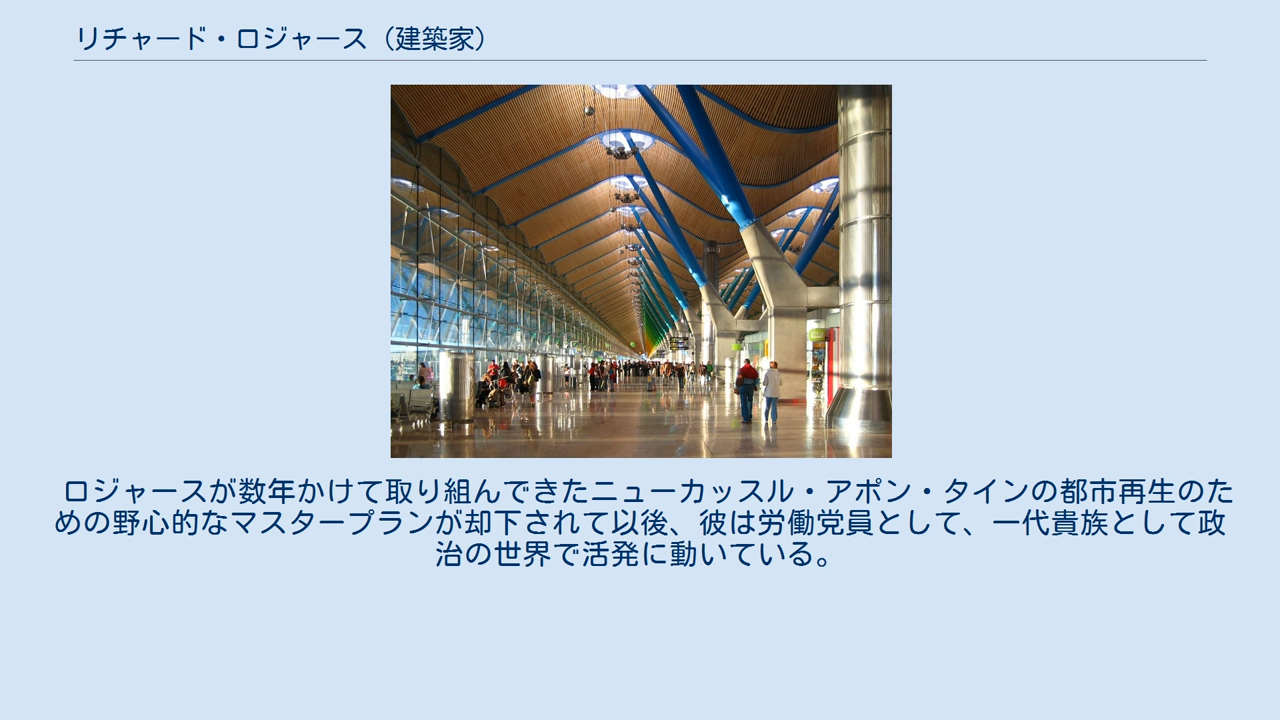 リチャード・ロジャース（建築家）
ロジャースが数年かけて取り組んできたニューカッスル・アポン・タインの都市再生のた
めの野心的なマスタープランが却下されて以後、彼は労働党員として、一代貴族として政
治の世界で活発に動いている。